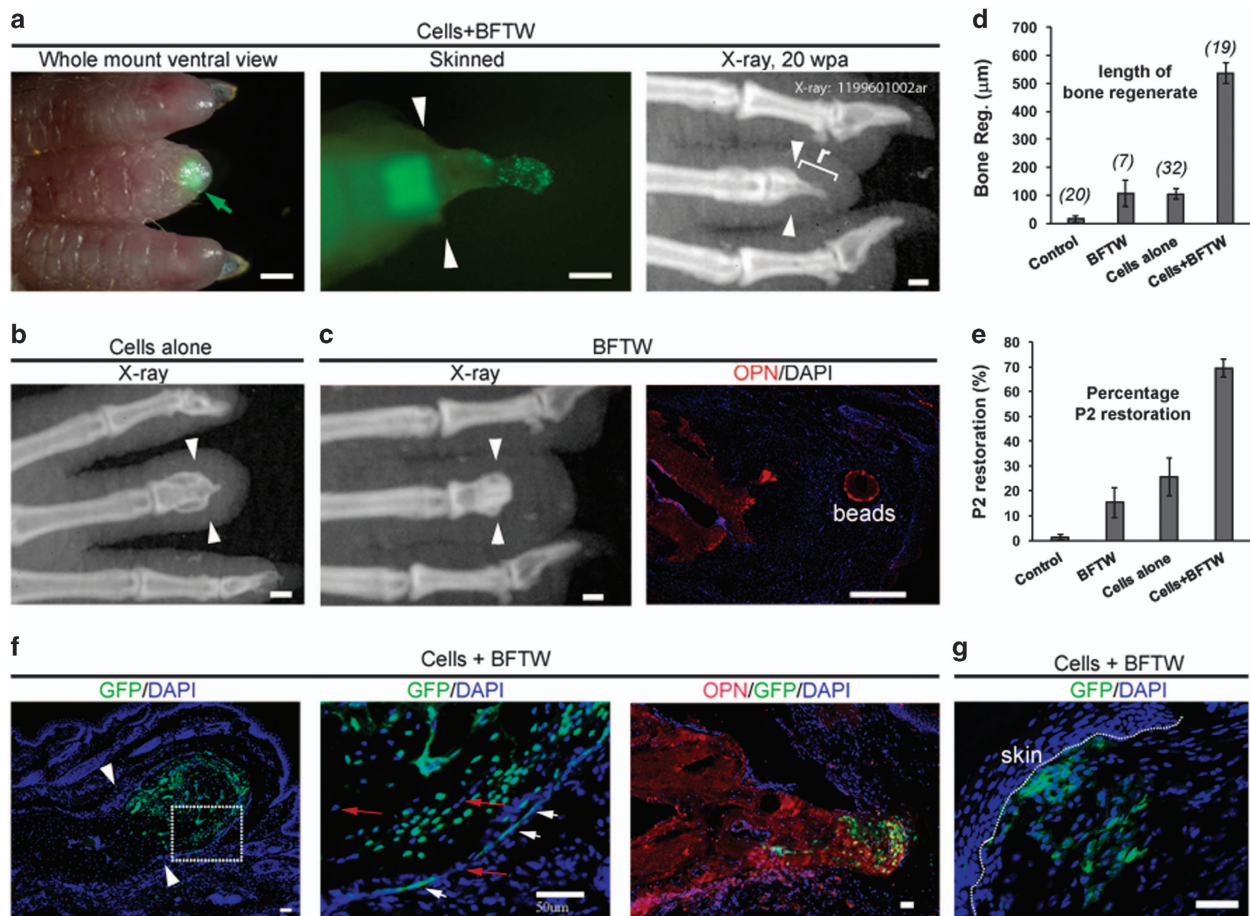 a
Cells+BFTW
Whole mount ventral view
Skinned
X-ray, 20 wpa
X-ray: 1199601002ar
r
b
Cells alone
X-ray
c
BFTW
X-ray
OPN/DAPI
beads
d
700
600
500
400
300
200
100
0
Bone Reg. (µm)
length of
bone regenerate
(20)
(7)
(32)
(19)
Control
BFTW
Cells alone
Cells+BFTW
e
80
70
60
50
40
30
20
10
0
P2 restoration (%)
Percentage
P2 restoration
Control
BFTW
Cells alone
Cells+BFTW
f
Cells + BFTW
GFP/DAPI
GFP/DAPI
50um
OPN/GFP/DAPI
g
Cells + BFTW
GFP/DAPI
skin